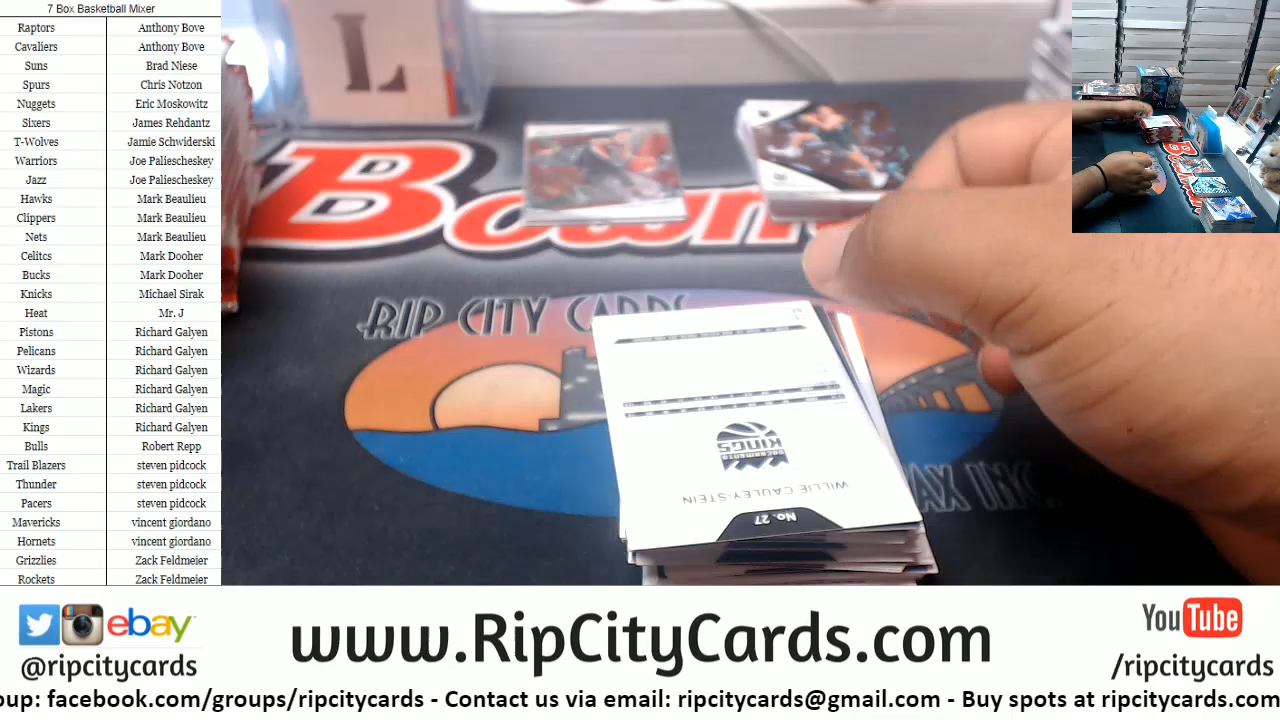 7 Box Basketball Mixer
Raptors Anthony Bove
Cavaliers Anthony Bove
Suns Brad Niese
Spurs Chris Notzon
Nuggets Eric Moskowitz
Sixers James Rehdantz
T-Wolves Jamie Schwiderski
Warriors Joe Paliescheskey
Jazz Joe Paliescheskey
Hawks Mark Beaulieu
Clippers Mark Beaulieu
Nets Mark Beaulieu
Celitcs Mark Dooher
Bucks Mark Dooher
Knicks Michael Sirak
Heat Mr. J
Pistons Richard Galyen
Pelicans Richard Galyen
Wizards Richard Galyen
Magic Richard Galyen
Lakers Richard Galyen
Kings Richard Galyen
Bulls Robert Repp
Trail Blazers steven pidcock
Thunder steven pidcock
Pacers steven pidcock
Mavericks vincent giordano
Hornets vincent giordano
Grizzlies Zack Feldmeier
Rockets Zack Feldmeier
L
Bowm
RIP CITY CARDS
AX INC.
SACRAMENTO
KINGS
WILLIE CAULEY-STEIN
No. 27
ebay
@ripcitycards
www.RipCityCards.com
YouTube
/ripcitycards
oup: facebook.com/groups/ripcitycards - Contact us via email: ripcitycards@gmail.com - Buy spots at ripcitycards.com